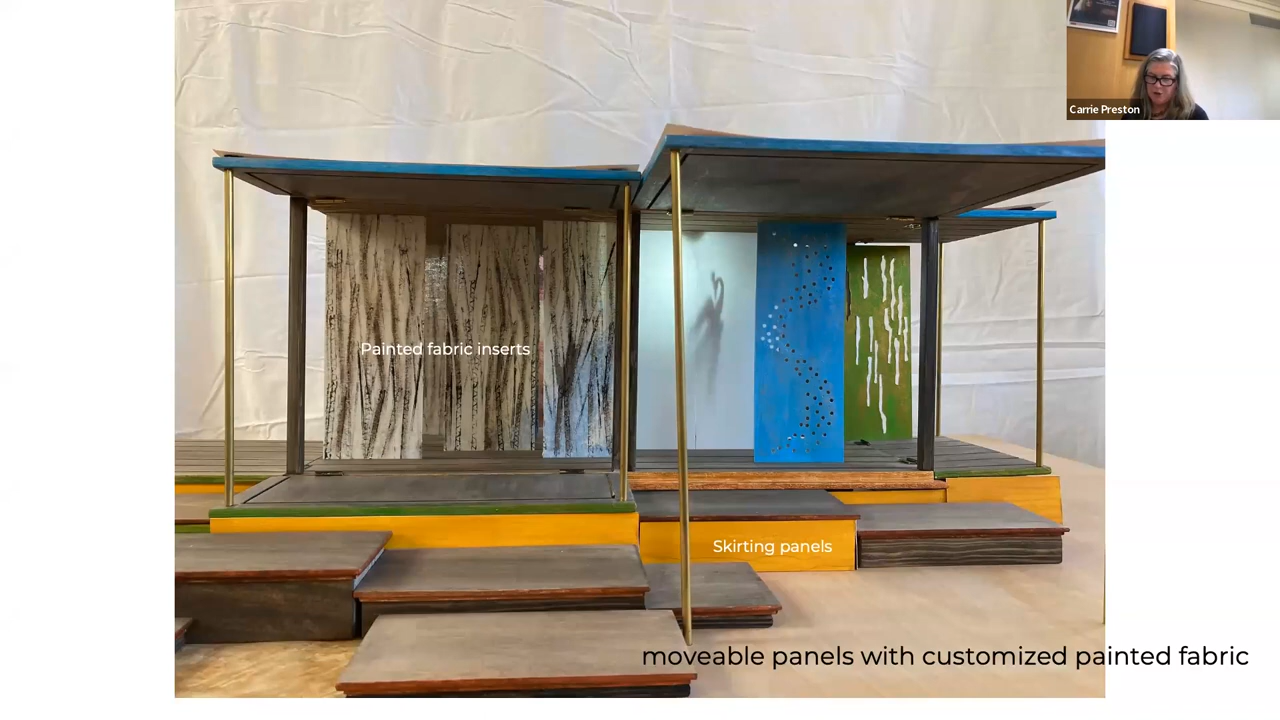 Carrie Preston
Painted fabric inserts
Skirting panels
moveable panels with customized painted fabric